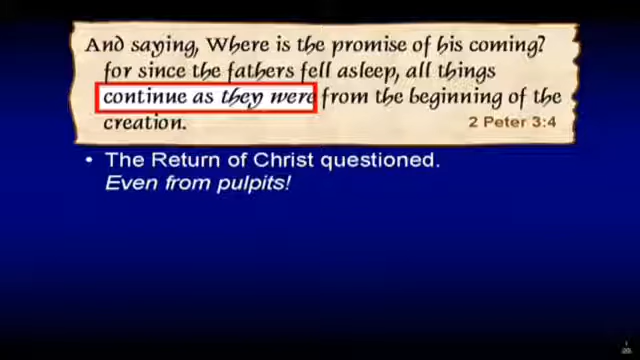 And saying, Where is the promise of his coming?
for since the fathers fell asleep, all things
continue as they were from the beginning of the
creation.
2 Peter 3:4
• The Return of Christ questioned.
Even from pulpits!